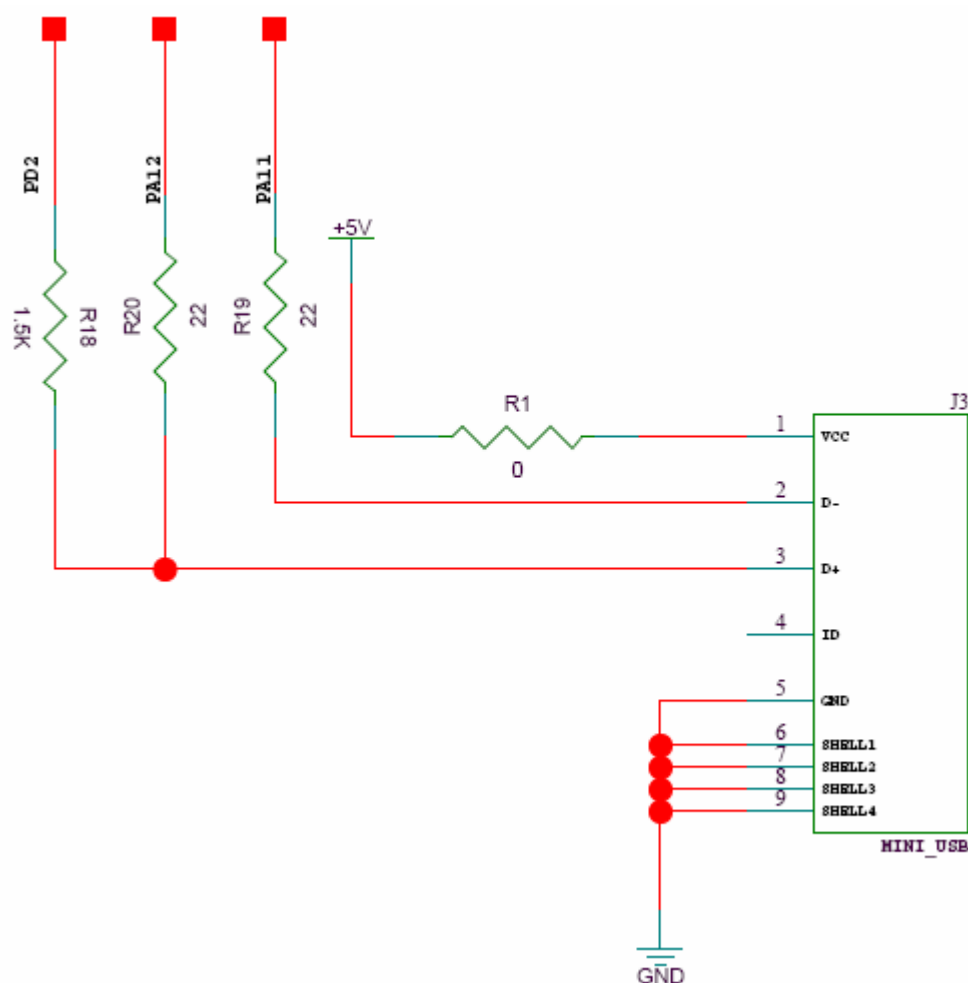 PD2
PA12
PA11
+5V
1.5K
R18
R20
22
R19
22
R1
0
J3
1
VCC
2
D-
3
D+
4
ID
5
GND
6
SHELL1
7
SHELL2
8
SHELL3
9
SHELL4
MINI_USB
GND